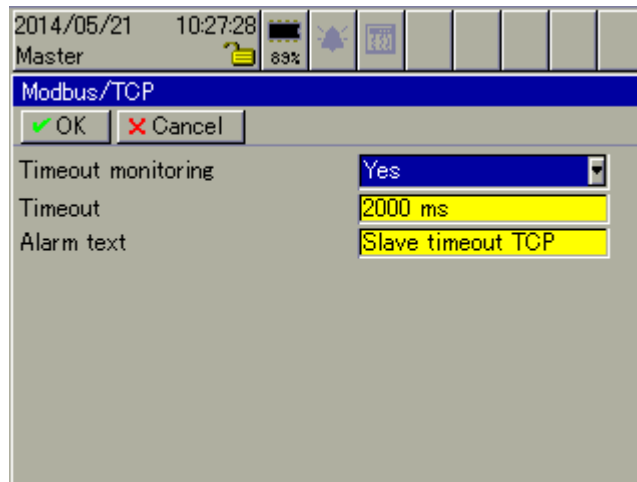 2014/05/21 10:27:28
Master 89%
Modbus/TCP
OK Cancel
Timeout monitoring Yes
Timeout 2000 ms
Alarm text Slave timeout TCP